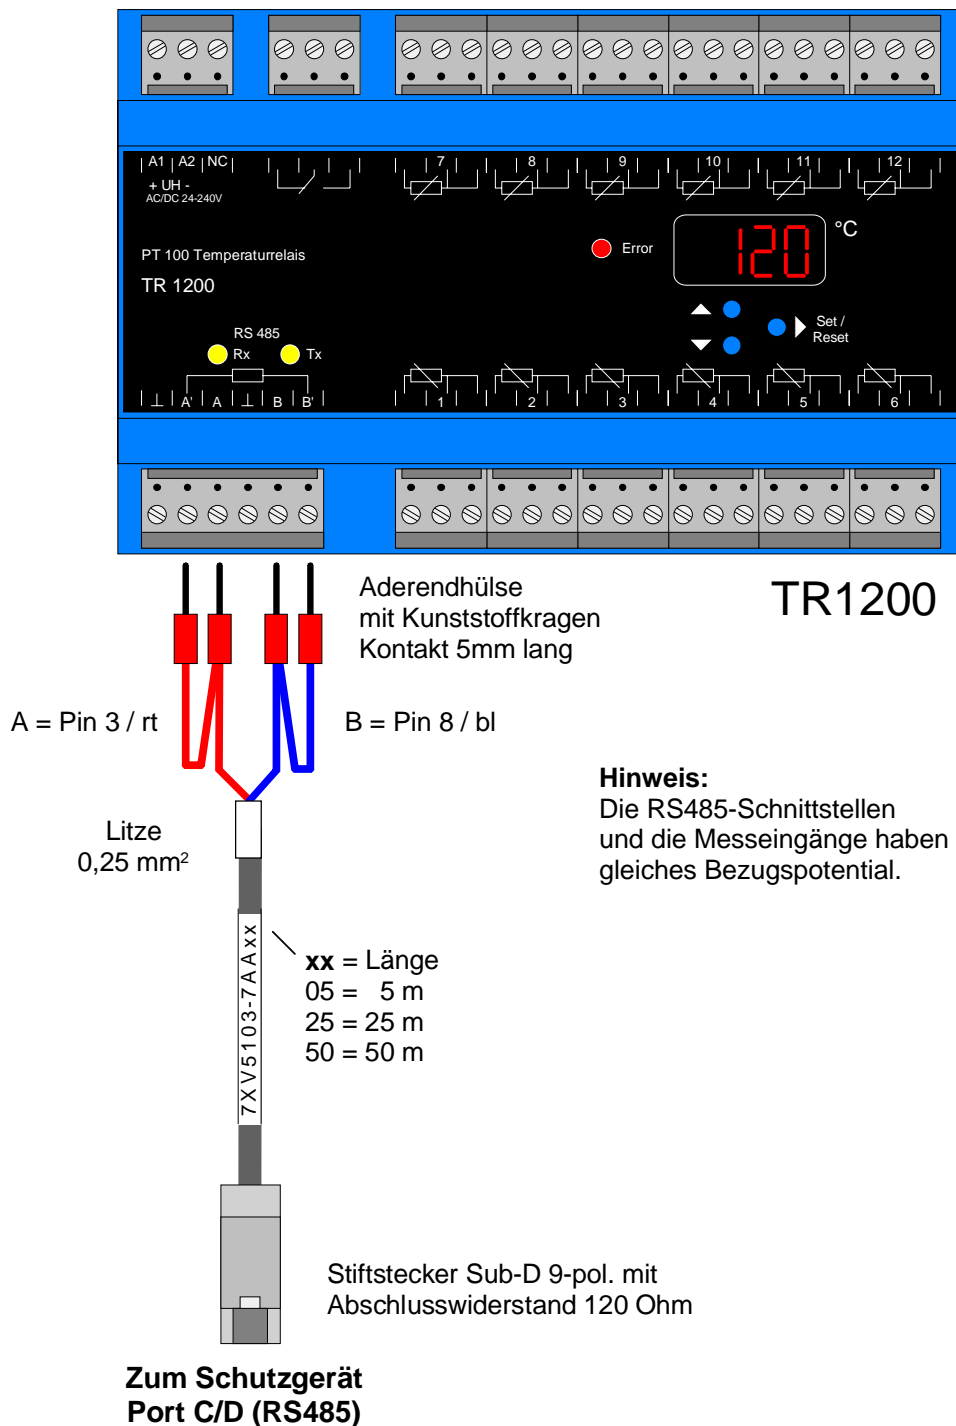 A1 A2 NC 7 8 9 10 11 12
+ UH -
AC/DC 24-240V
120 °C
Error
PT 100 Temperaturrelais
TR 1200
Set /
Reset
RS 485
Rx Tx
⊥ A' A ⊥ B B' 1 2 3 4 5 6
Aderendhülse
mit Kunststoffkragen
Kontakt 5mm lang
TR1200
A = Pin 3 / rt
B = Pin 8 / bl
Hinweis:
Die RS485-Schnittstellen
und die Messeingänge haben
gleiches Bezugspotential.
Litze
0,25 mm²
7XV5103-7AAxx
xx = Länge
05 = 5 m
25 = 25 m
50 = 50 m
Stiftstecker Sub-D 9-pol. mit
Abschlusswiderstand 120 Ohm
Zum Schutzgerät
Port C/D (RS485)